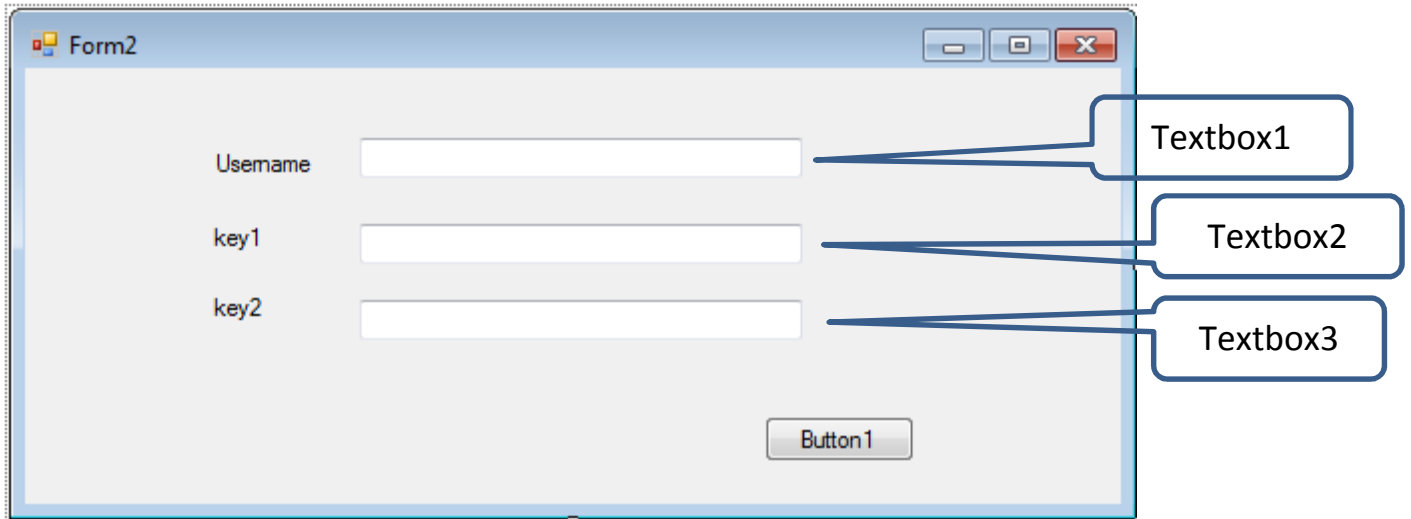 Form2
Username
Textbox1
key1
Textbox2
key2
Textbox3
Button1